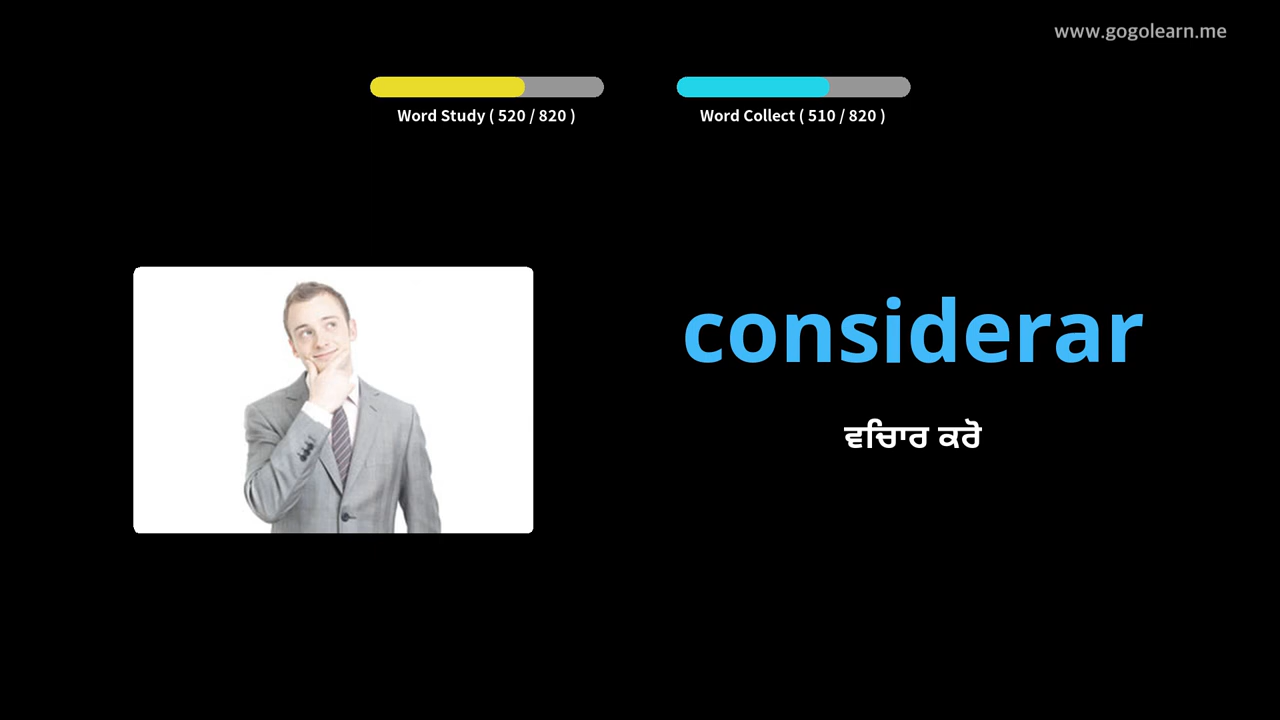 www.gogolearn.me
Word Study ( 520 / 820 )
Word Collect ( 510 / 820 )
considerar
ਵਿਚਾਰ ਕਰੋ